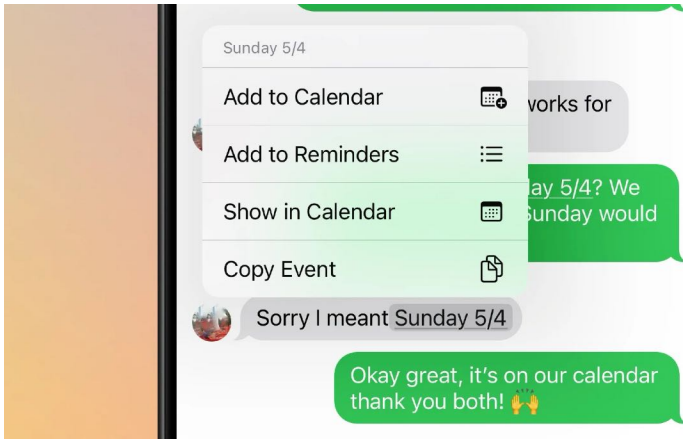 Sunday 5/4
Add to Calendar
works for
Add to Reminders
5/4? We
Show in Calendar
Sunday would
Copy Event
Sorry I meant Sunday 5/4
Okay great, it's on our calendar
thank you both! 🙌